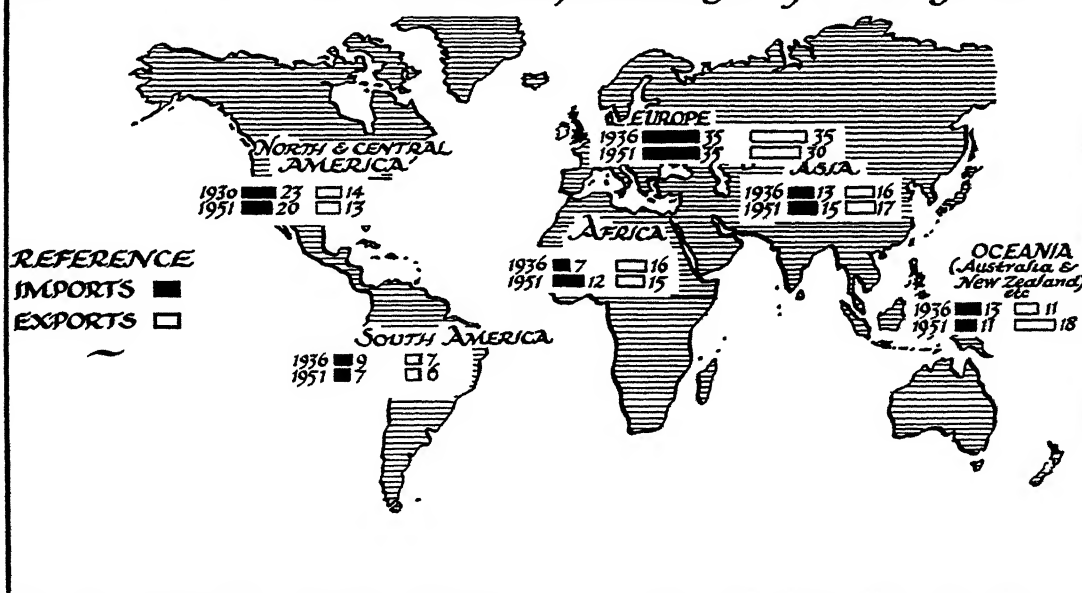 EUROPE
1936 35 35
1951 35 30
NORTH & CENTRAL
AMERICA
1930 23 14
1951 20 13
ASIA
1936 13 16
1951 15 17
AFRICA
1936 7 16
1951 12 15
REFERENCE
IMPORTS
EXPORTS
OCEANIA
(Australia &
New Zealand)
etc
1936 13 11
1951 11 18
SOUTH AMERICA
1936 9 7
1951 7 6